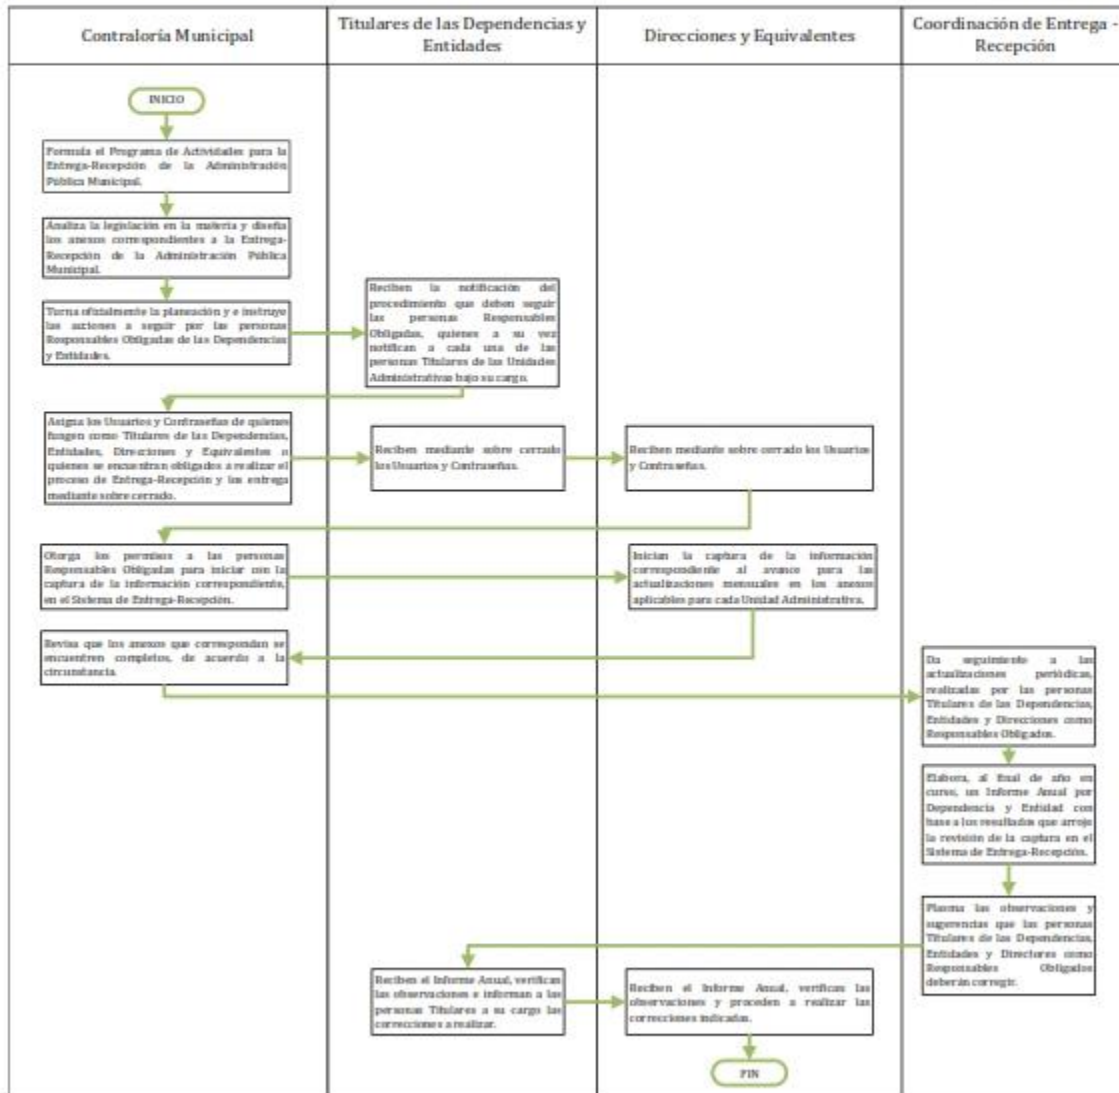 Contraloría Municipal
Titulares de las Dependencias y
Entidades
Direcciones y Equivalentes
Coordinación de Entrega -
Recepción
INICIO
Formula el Programa de Actividades para la
Entrega-Recepción de la Administración
Pública Municipal.
Analiza la legislación en la materia y diseña
los anexos correspondientes a la Entrega-
Recepción de la Administración Pública
Municipal.
Turna oficialmente la planeación y e instruye
las acciones a seguir por las personas
Responsables Obligadas de las Dependencias
y Entidades.
Reciben la notificación del
procedimiento que deben seguir
las personas Responsables
Obligadas, quienes a su vez
notifican a cada una de las
personas Titulares de las Unidades
Administrativas bajo su cargo.
Asigna los Usuarios y Contraseñas de quienes
fungen como Titulares de las Dependencias,
Entidades, Direcciones y Equivalentes o
quienes se encuentran obligados a realizar el
proceso de Entrega-Recepción y los entrega
mediante sobre cerrado.
Reciben mediante sobre cerrado
los Usuarios y Contraseñas.
Reciben mediante sobre cerrado los Usuarios
y Contraseñas.
Otorga los permisos a las personas
Responsables Obligadas para iniciar con la
captura de la información correspondiente,
en el Sistema de Entrega-Recepción.
Inician la captura de la información
correspondiente al avance para las
actualizaciones mensuales en los anexos
aplicables para cada Unidad Administrativa.
Revisa que los anexos que correspondan se
encuentren completos, de acuerdo a la
circunstancia.
Da seguimiento a las
actualizaciones periódicas,
realizadas por las personas
Titulares de las Dependencias,
Entidades y Direcciones como
Responsables Obligados.
Elabora, al final de año en
curso, un Informe Anual por
Dependencia y Entidad con
base a los resultados que arroje
la revisión de la captura en el
Sistema de Entrega-Recepción.
Plasma las observaciones y
sugerencias que las personas
Titulares de las Dependencias,
Entidades y Directores como
Responsables Obligados
deberán corregir.
Reciben el Informe Anual, verifican
las observaciones e informan a las
personas Titulares a su cargo las
correcciones a realizar.
Reciben el Informe Anual, verifican las
observaciones y proceden a realizar las
correcciones indicadas.
FIN